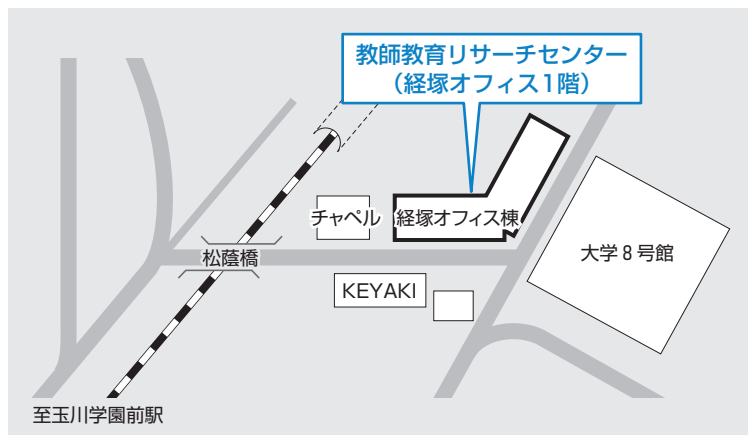 教師教育リサーチセンター
（経塚オフィス1階）
チャペル
経塚オフィス棟
大学8号館
松蔭橋
KEYAKI
至玉川学園前駅